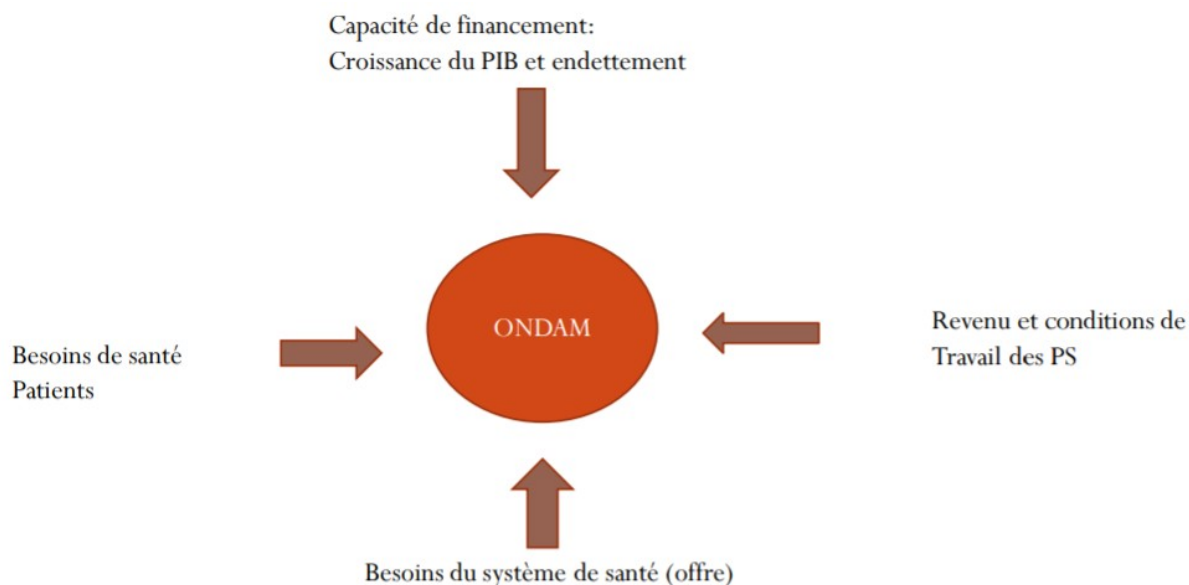 Capacité de financement:
Croissance du PIB et endettement
ONDAM
Revenu et conditions de
Travail des PS
Besoins de santé
Patients
Besoins du système de santé (offre)